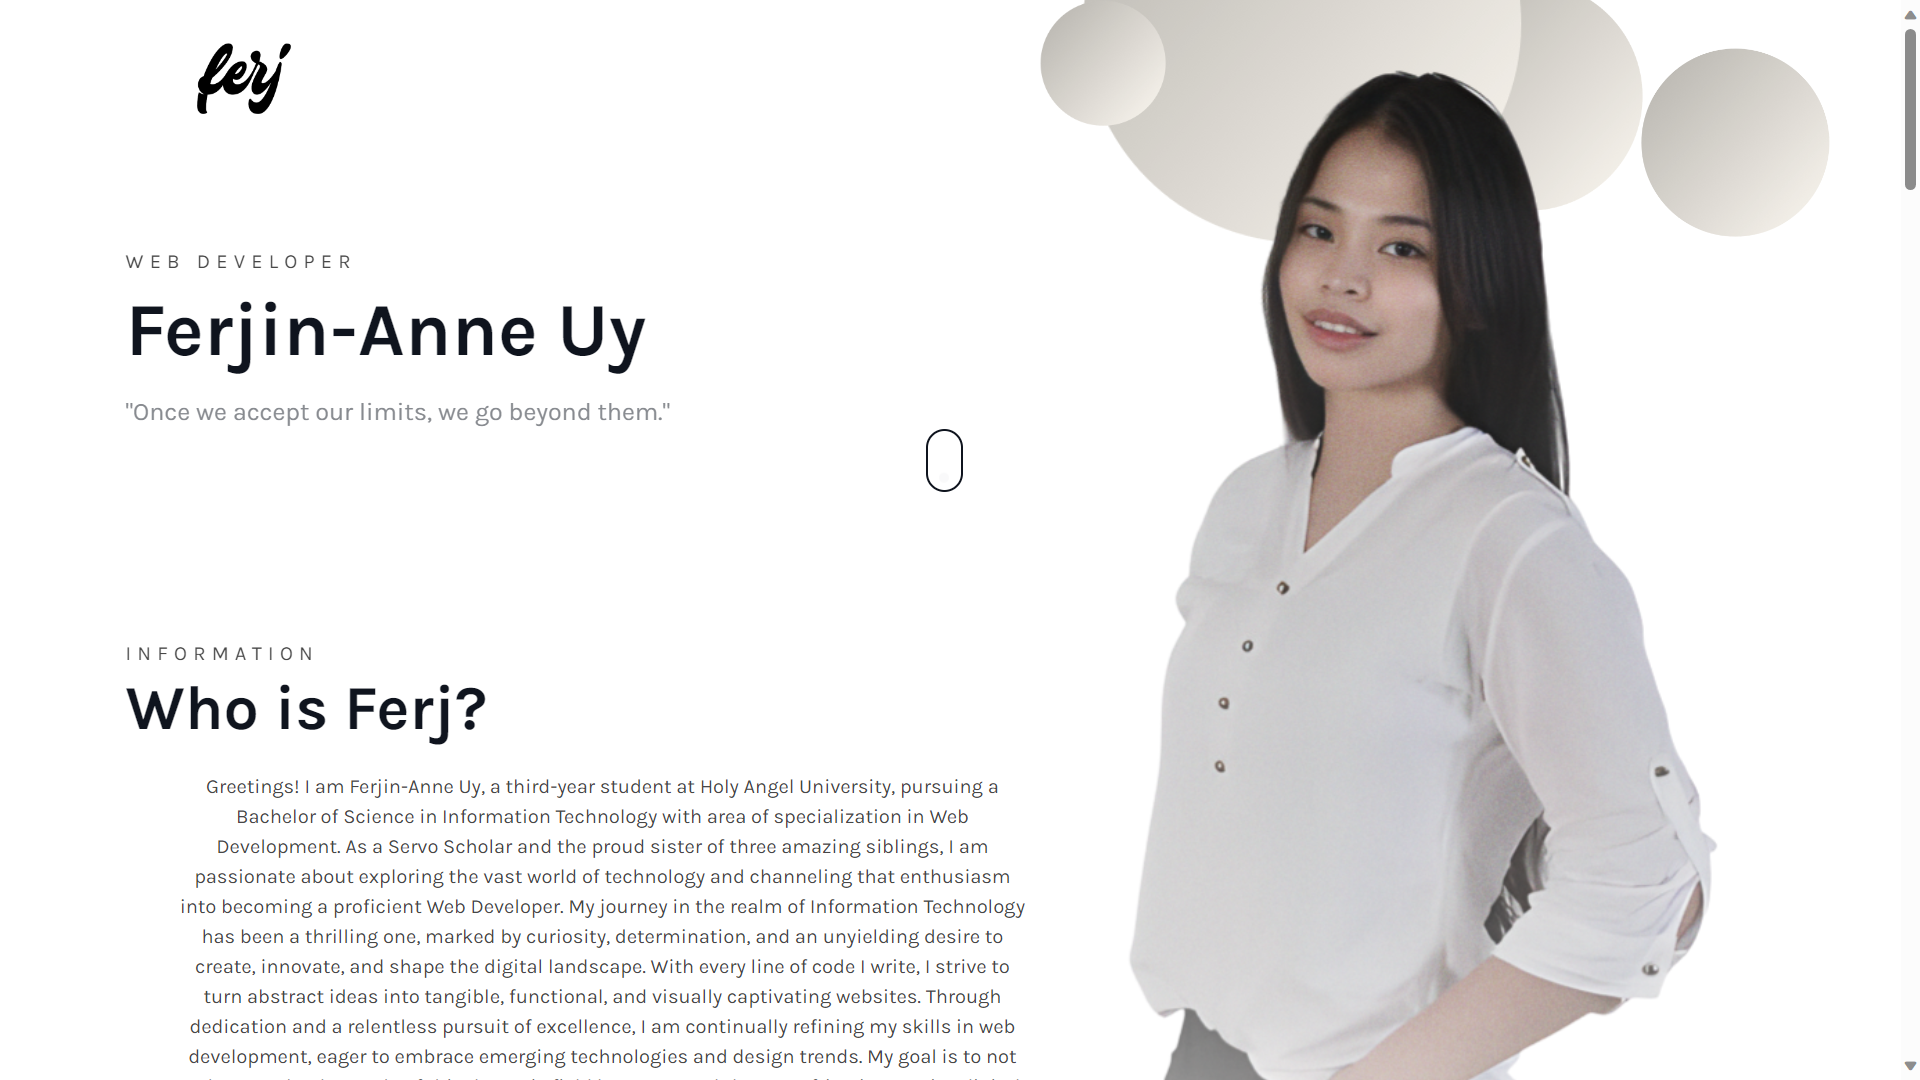 ferj
WEB DEVELOPER
Ferjin-Anne Uy
"Once we accept our limits, we go beyond them."
INFORMATION
Who is Ferj?
Greetings! I am Ferjin-Anne Uy, a third-year student at Holy Angel University, pursuing a
Bachelor of Science in Information Technology with area of specialization in Web
Development. As a Servo Scholar and the proud sister of three amazing siblings, I am
passionate about exploring the vast world of technology and channeling that enthusiasm
into becoming a proficient Web Developer. My journey in the realm of Information Technology
has been a thrilling one, marked by curiosity, determination, and an unyielding desire to
create, innovate, and shape the digital landscape. With every line of code I write, I strive to
turn abstract ideas into tangible, functional, and visually captivating websites. Through
dedication and a relentless pursuit of excellence, I am continually refining my skills in web
development, eager to embrace emerging technologies and design trends. My goal is to not